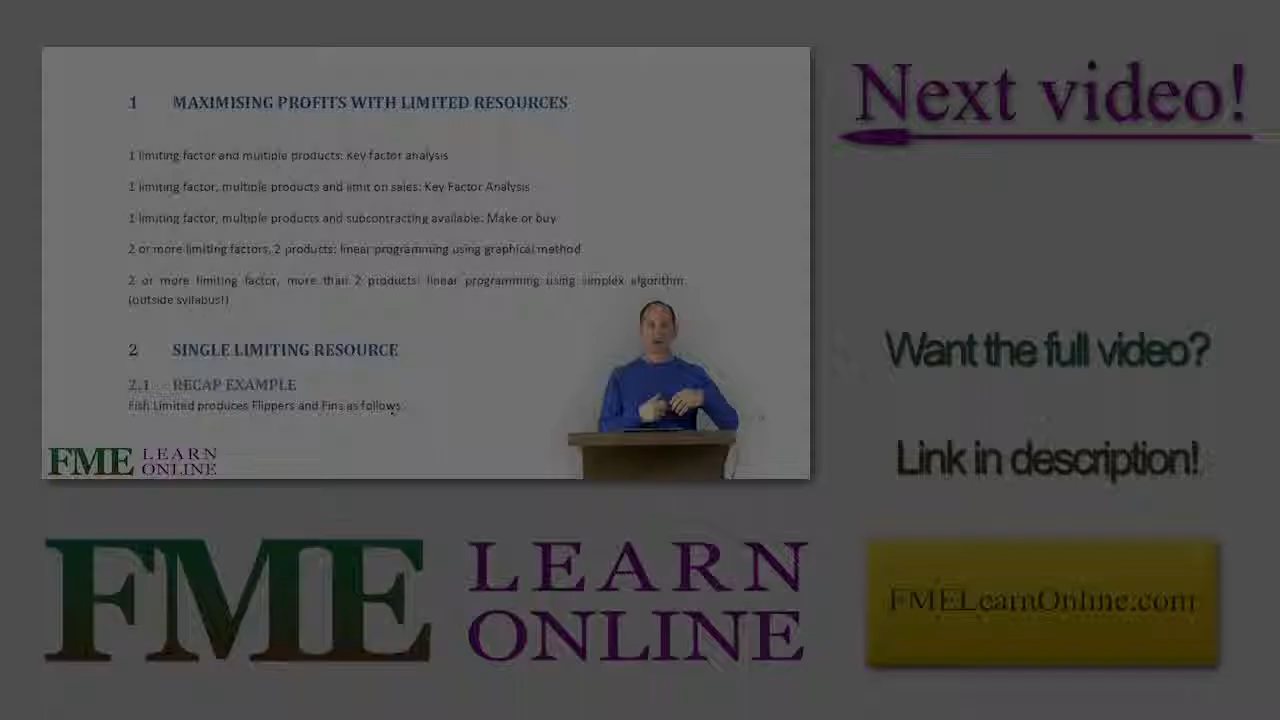 1 MAXIMISING PROFITS WITH LIMITED RESOURCES
1 limiting factor and multiple products: Key factor analysis
1 limiting factor, multiple products and limit on sales: Key Factor Analysis
1 limiting factor, multiple products and subcontracting available: Make or buy
2 or more limiting factors, 2 products: linear programming using graphical method
2 or more limiting factor, more than 2 products: linear programming using simplex algorithm
(outside syllabus!)
2 SINGLE LIMITING RESOURCE
2.1 RECAP EXAMPLE
Fish Limited produces Flippers and Fins as follows:
FME LEARN
ONLINE
Next video!
Want the full video?
Link in description!
FME LEARN
ONLINE
FMELearnOnline.com